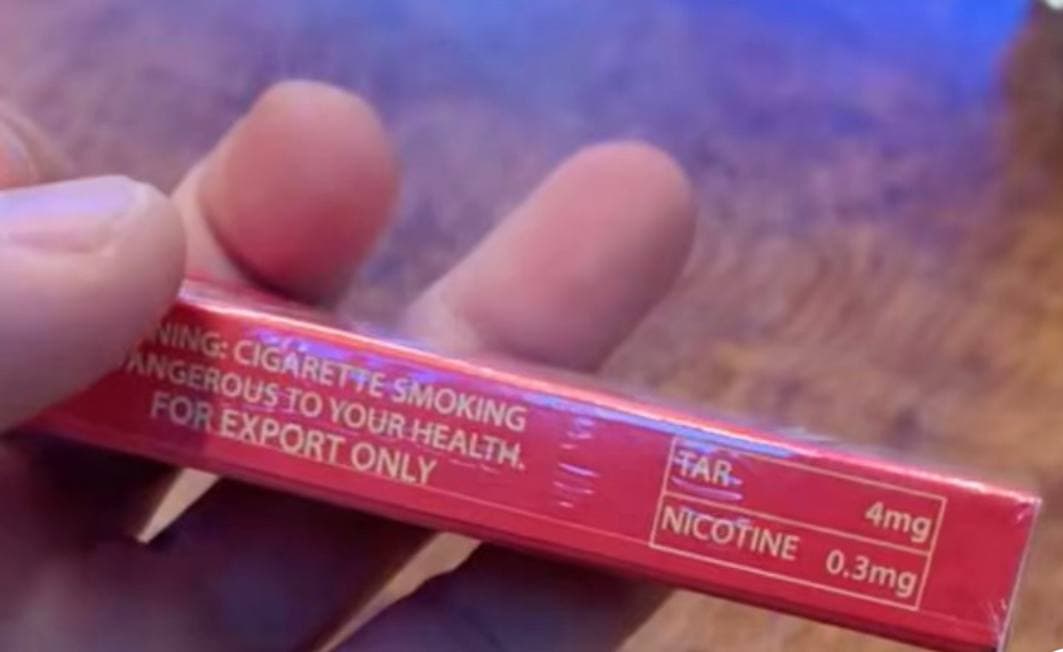 NING: CIGARETTE SMOKING
ANGEROUS TO YOUR HEALTH.
FOR EXPORT ONLY
TAR 4mg
NICOTINE 0.3mg